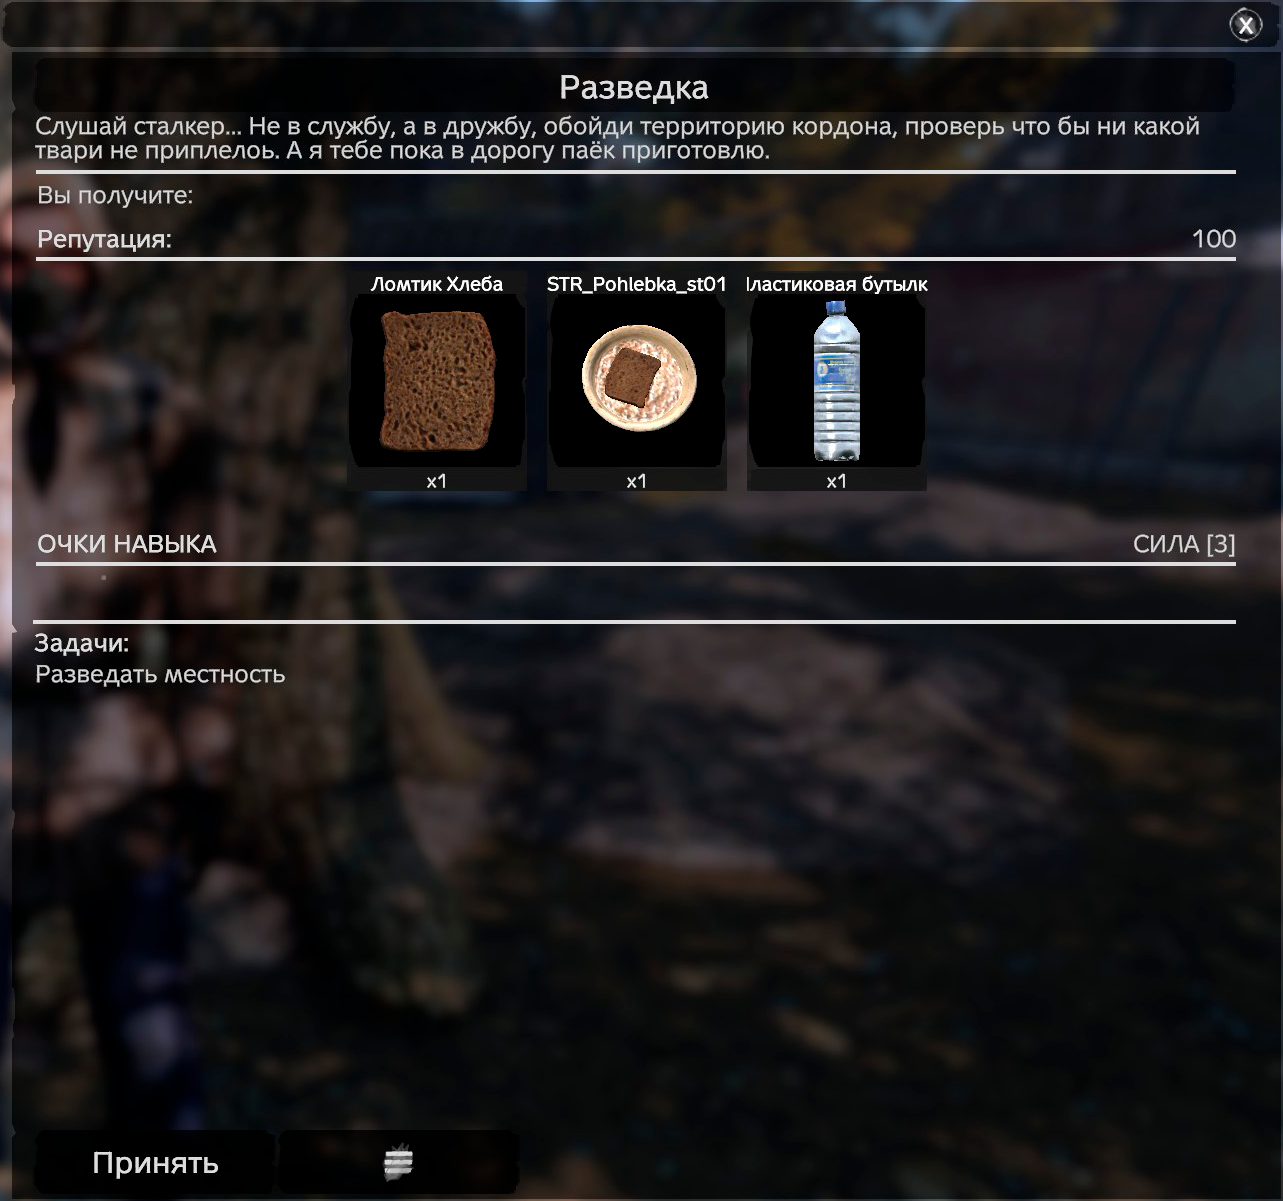 X
Разведка
Слушай сталкер... Не в службу, а в дружбу, обойди территорию кордона, проверь что бы ни какой
твари не приплелоь. А я тебе пока в дорогу паёк приготовлю.
Вы получите:
Репутация: 100
Ломтик Хлеба STR_Pohlebka_st01 ластиковая бутылк
x1 x1 x1
ОЧКИ НАВЫКА СИЛА [3]
Задачи:
Разведать местность
Принять